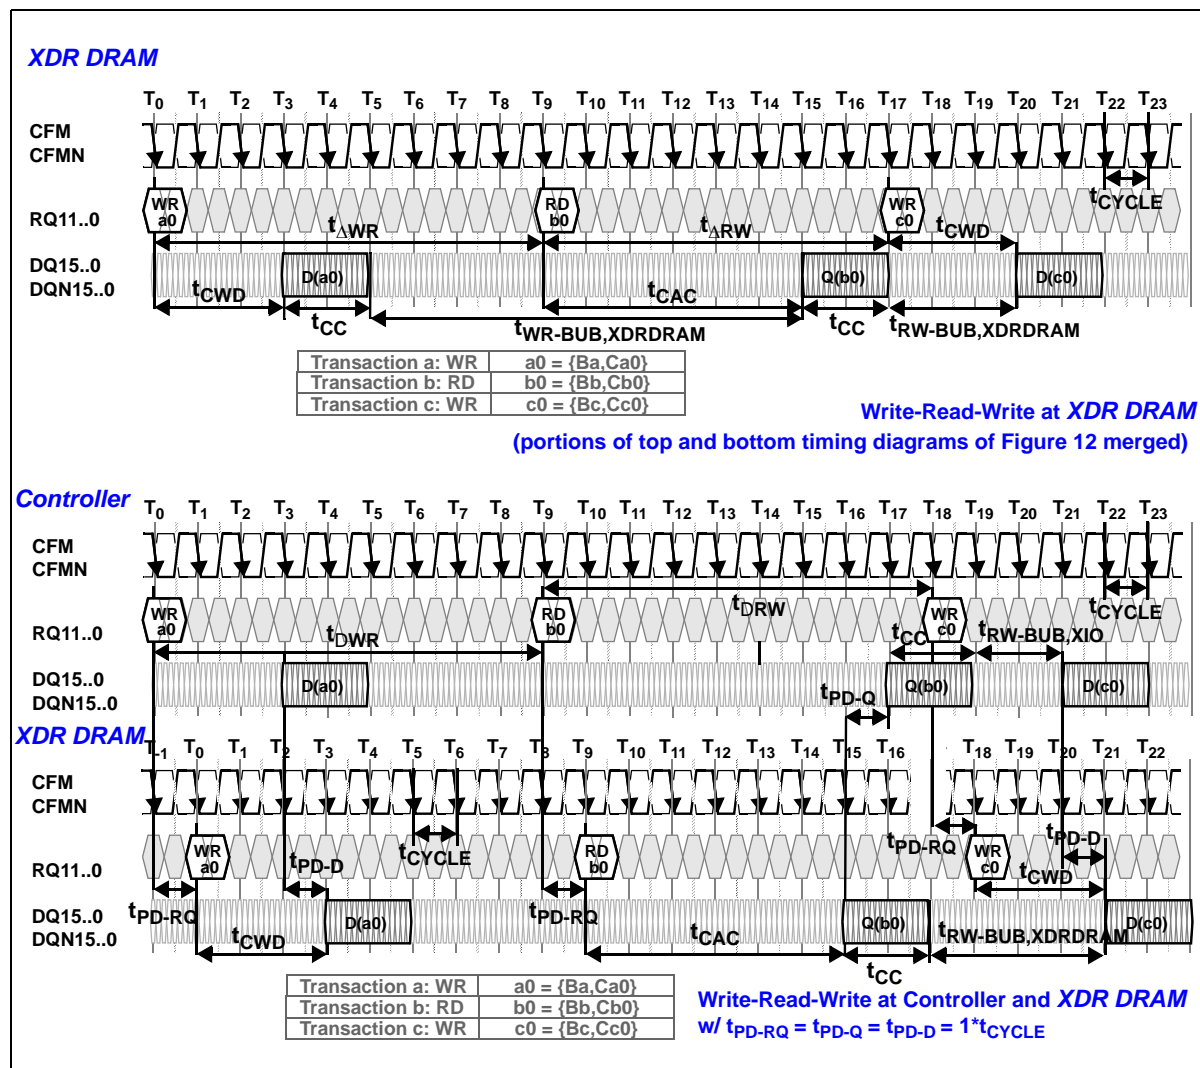 XDR DRAM
T0 T1 T2 T3 T4 T5 T6 T7 T8 T9 T10 T11 T12 T13 T14 T15 T16 T17 T18 T19 T20 T21 T22 T23
CFM
CFMN
tCYCLE
RQ11..0
WR a0
RD b0
WR c0
tΔWR
tΔRW
tCWD
DQ15..0
DQN15..0
D(a0)
Q(b0)
D(c0)
tCWD
tCAC
tCC
tWR-BUB,XDRDRAM
tCC
tRW-BUB,XDRDRAM
Transaction a: WR a0 = {Ba,Ca0}
Transaction b: RD b0 = {Bb,Cb0}
Transaction c: WR c0 = {Bc,Cc0}
Write-Read-Write at XDR DRAM
(portions of top and bottom timing diagrams of Figure 12 merged)
Controller
T0 T1 T2 T3 T4 T5 T6 T7 T8 T9 T10 T11 T12 T13 T14 T15 T16 T17 T18 T19 T20 T21 T22 T23
CFM
CFMN
tDRW
tCYCLE
RQ11..0
WR a0
RD b0
WR c0
tDWR
tCC
tRW-BUB,XIO
DQ15..0
DQN15..0
D(a0)
Q(b0)
D(c0)
tPD-Q
XDR DRAM
T-1 T0 T1 T2 T3 T4 T5 T6 T7 T8 T9 T10 T11 T12 T13 T14 T15 T16 T18 T19 T20 T21 T22
CFM
CFMN
RQ11..0
WR a0
tPD-D
tCYCLE
RD b0
tPD-RQ
WR c0
tPD-D
tCWD
tPD-RQ
tPD-RQ
DQ15..0
DQN15..0
D(a0)
Q(b0)
D(c0)
tCWD
tCAC
tCC
tRW-BUB,XDRDRAM
Transaction a: WR a0 = {Ba,Ca0}
Transaction b: RD b0 = {Bb,Cb0}
Transaction c: WR c0 = {Bc,Cc0}
Write-Read-Write at Controller and XDR DRAM
w/ tPD-RQ = tPD-Q = tPD-D = 1*tCYCLE